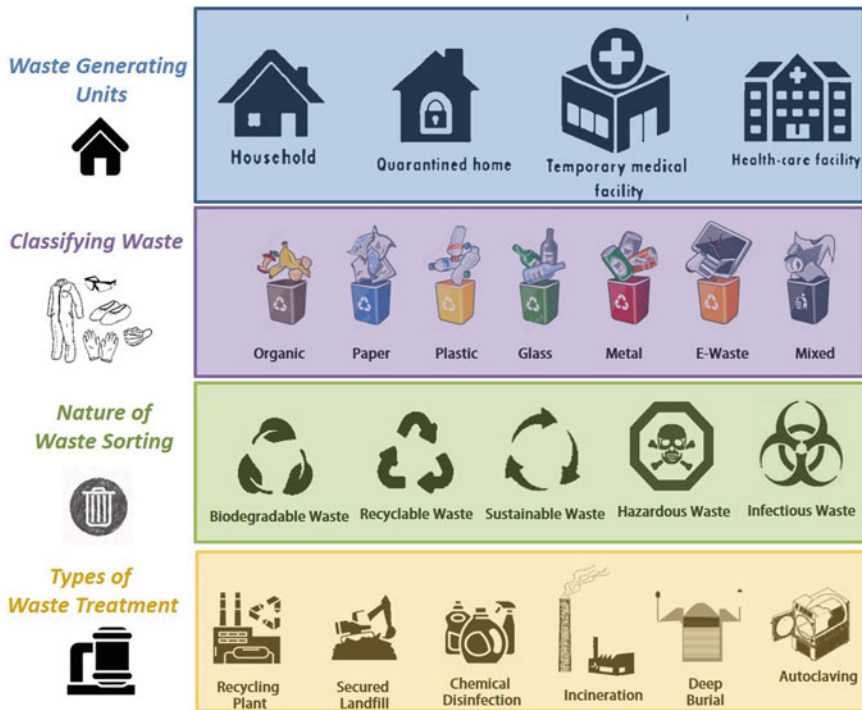 Waste Generating
Units
Household
Quarantined home
Temporary medical
facility
Health-care facility
Classifying Waste
Organic
Paper
Plastic
Glass
Metal
E-Waste
Mixed
Nature of
Waste Sorting
Biodegradable Waste
Recyclable Waste
Sustainable Waste
Hazardous Waste
Infectious Waste
Types of
Waste Treatment
Recycling
Plant
Secured
Landfill
Chemical
Disinfection
Incineration
Deep
Burial
Autoclaving